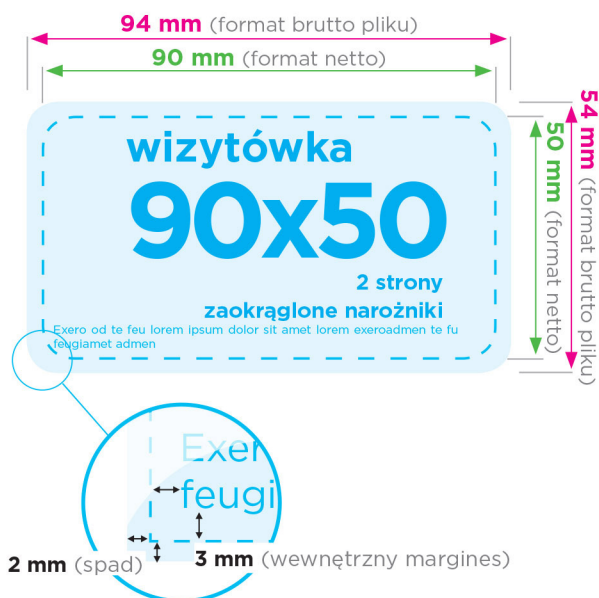 94 mm (format brutto pliku)
90 mm (format netto)
54 mm (format brutto pliku)
50 mm (format netto)
wizytówka
90x50
2 strony
zaokrąglone narożniki
Exero od te feu lorem ipsum dolor sit amet lorem exeroadmen te fu
feugiamet admen
Exer
feugi
2 mm (spad)
3 mm (wewnętrzny margines)